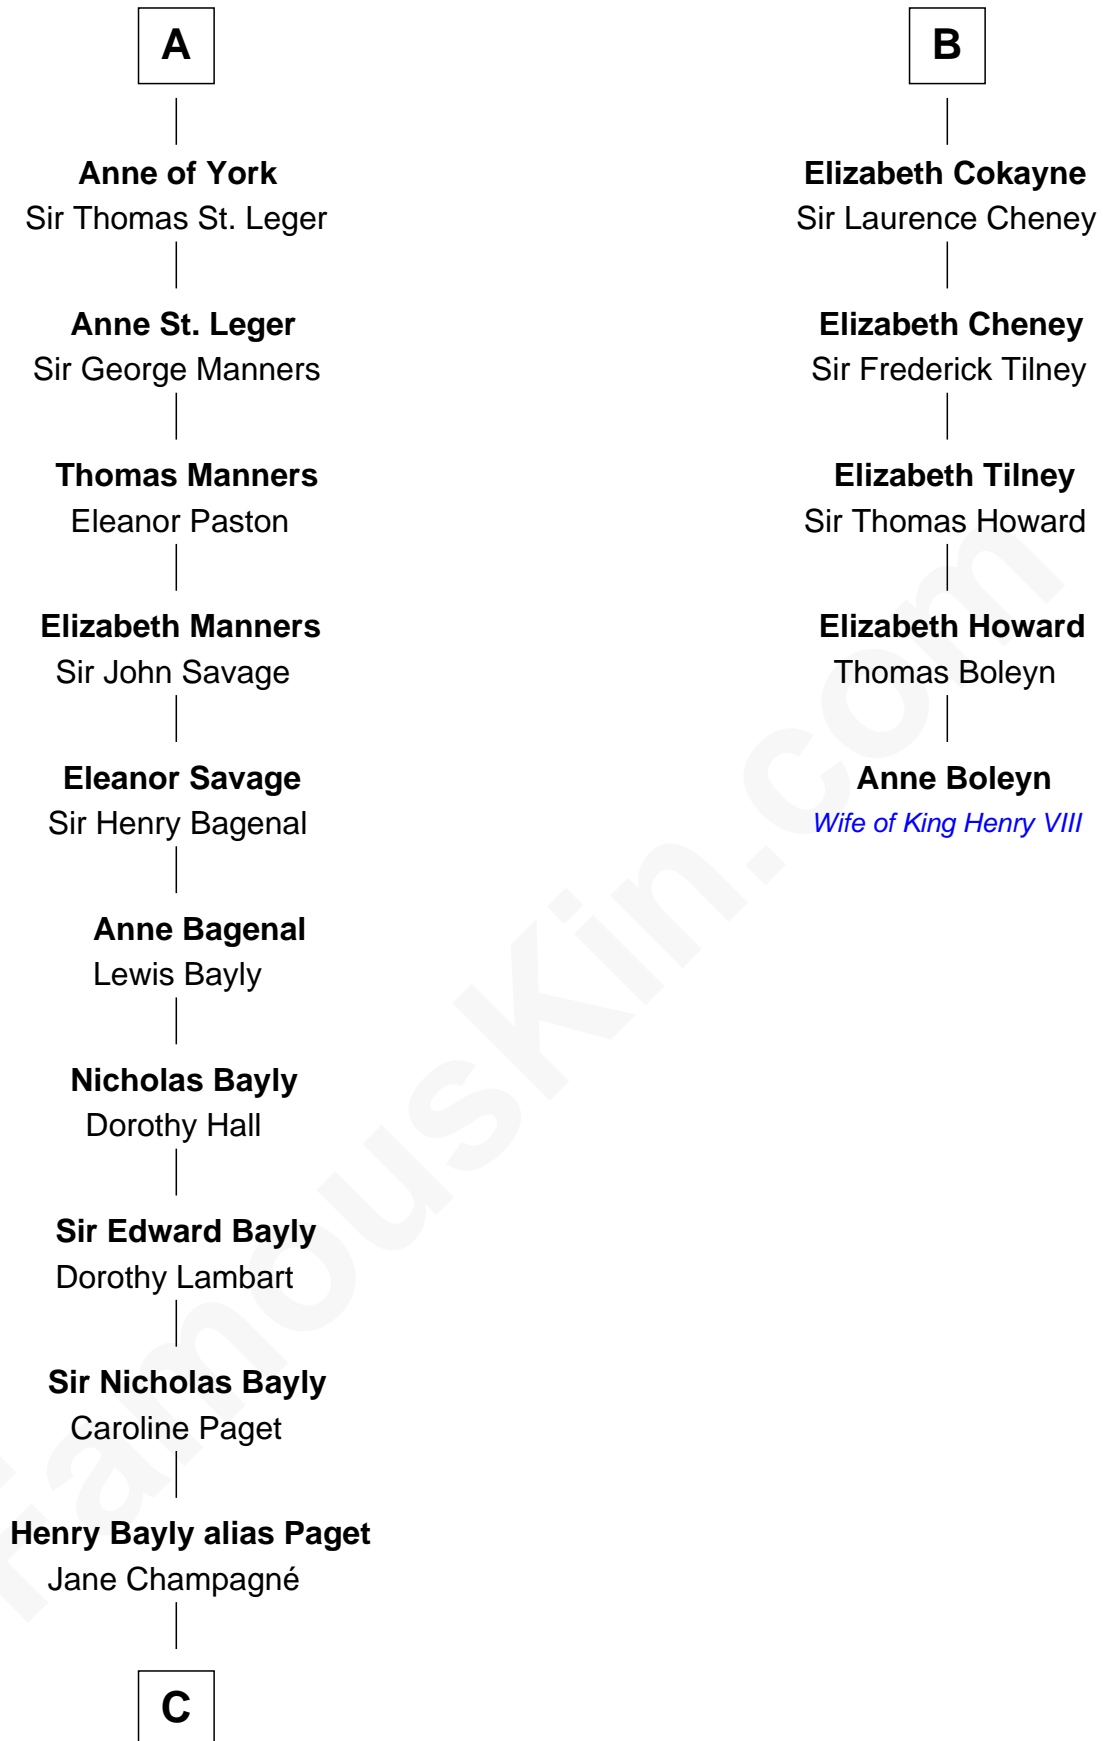 A
Anne of York
Sir Thomas St. Leger
Anne St. Leger
Sir George Manners
Thomas Manners
Eleanor Paston
Elizabeth Manners
Sir John Savage
Eleanor Savage
Sir Henry Bagenal
Anne Bagenal
Lewis Bayly
Nicholas Bayly
Dorothy Hall
Sir Edward Bayly
Dorothy Lambart
Sir Nicholas Bayly
Caroline Paget
Henry Bayly alias Paget
Jane Champagné
C
B
Elizabeth Cokayne
Sir Laurence Cheney
Elizabeth Cheney
Sir Frederick Tilney
Elizabeth Tilney
Sir Thomas Howard
Elizabeth Howard
Thomas Boleyn
Anne Boleyn
Wife of King Henry VIII
FamousKin.com